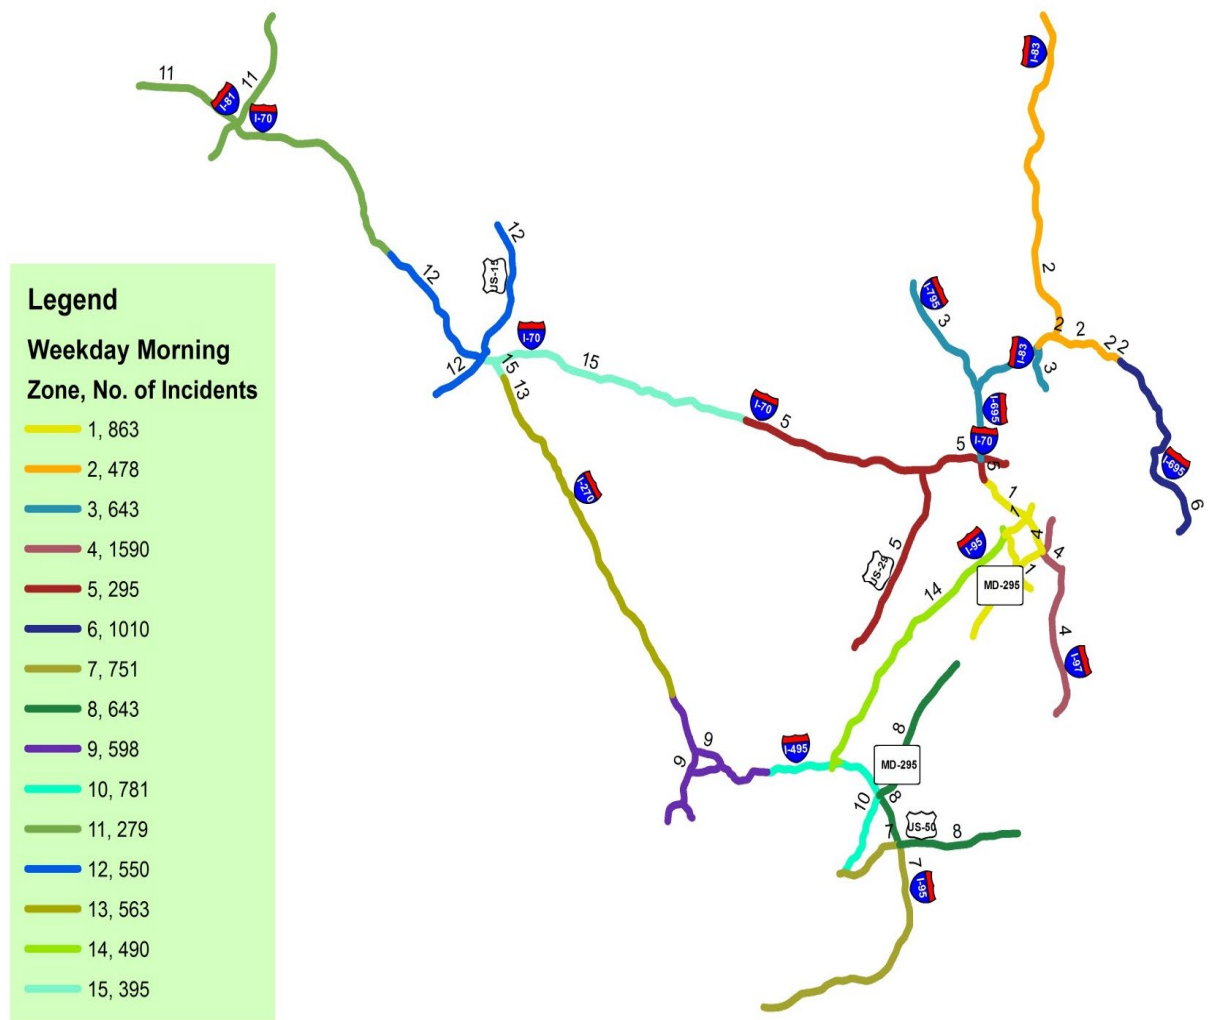 I-83
11
11
I-81
I-70
12
12
US-15
2
I-795
3
I-70
2
2
2
2
I-83
3
15
12
15
13
I-70
5
I-695
I-70
5
5
I-695
6
I-270
1
1
4
4
I-95
5
US-29
1
MD-295
14
4
I-97
8
9
9
I-495
MD-295
10
8
7
US-50
8
7
I-95
Legend
Weekday Morning
Zone, No. of Incidents
1, 863
2, 478
3, 643
4, 1590
5, 295
6, 1010
7, 751
8, 643
9, 598
10, 781
11, 279
12, 550
13, 563
14, 490
15, 395